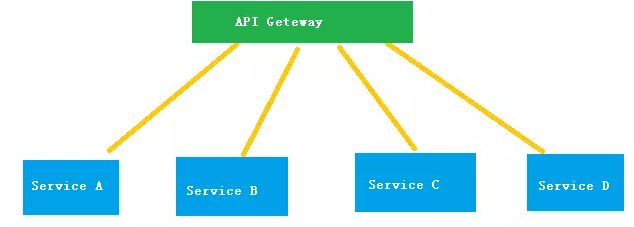 API Geteway
Service A
Service B
Service C
Service D